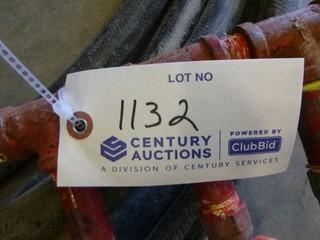 LOT NO
1132
CENTURY
AUCTIONS
POWERED BY
ClubBid
A DIVISION OF CENTURY SERVICES